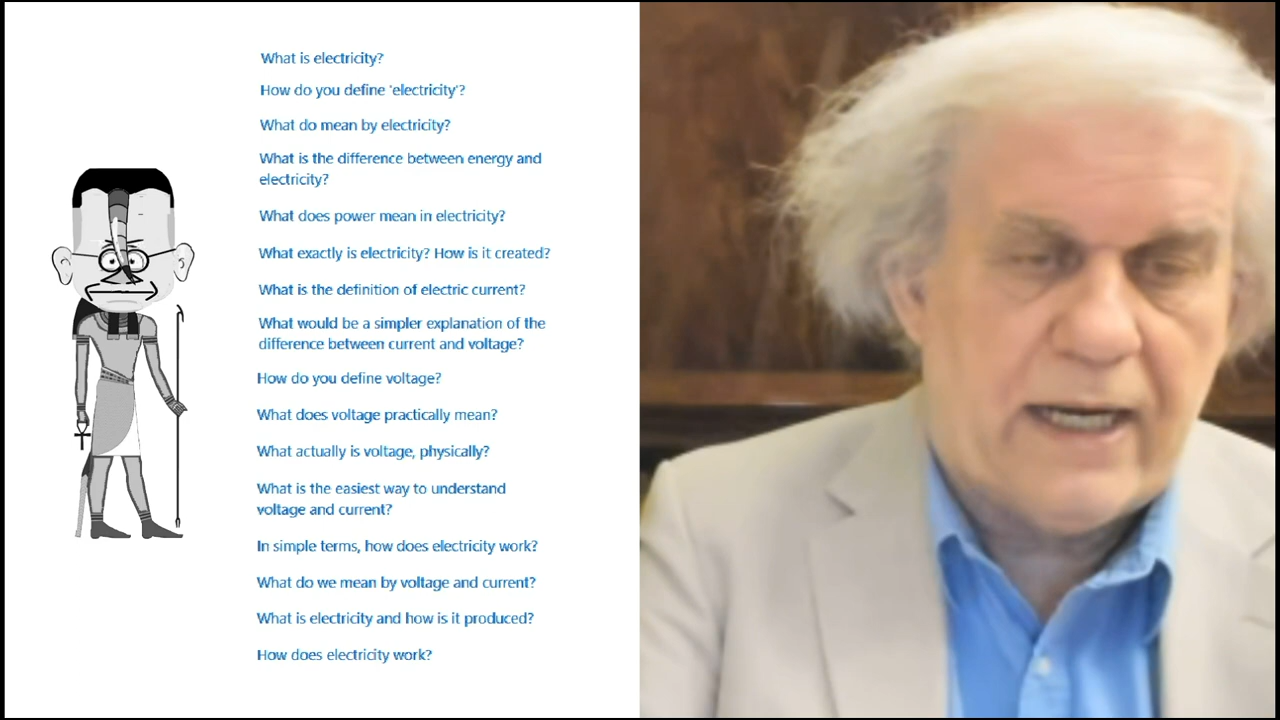 What is electricity?
How do you define 'electricity'?
What do mean by electricity?
What is the difference between energy and
electricity?
What does power mean in electricity?
What exactly is electricity? How is it created?
What is the definition of electric current?
What would be a simpler explanation of the
difference between current and voltage?
How do you define voltage?
What does voltage practically mean?
What actually is voltage, physically?
What is the easiest way to understand
voltage and current?
In simple terms, how does electricity work?
What do we mean by voltage and current?
What is electricity and how is it produced?
How does electricity work?